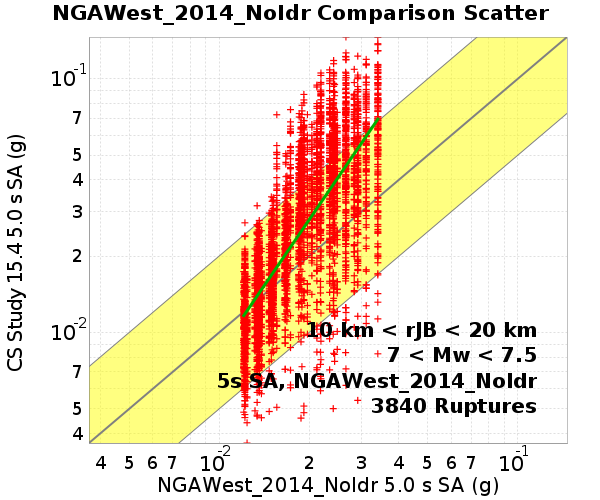 NGAWest_2014_NoIdr Comparison Scatter
CS Study 15.4 5.0 s SA (g)
10⁻¹
7
5
4
3
2
10⁻²
7
5
4
10 km < rJB < 20 km
7 < Mw < 7.5
5s SA, NGAWest_2014_NoIdr
3840 Ruptures
4 5 6 7 10⁻² 2 3 4 5 6 7 10⁻¹
NGAWest_2014_NoIdr 5.0 s SA (g)